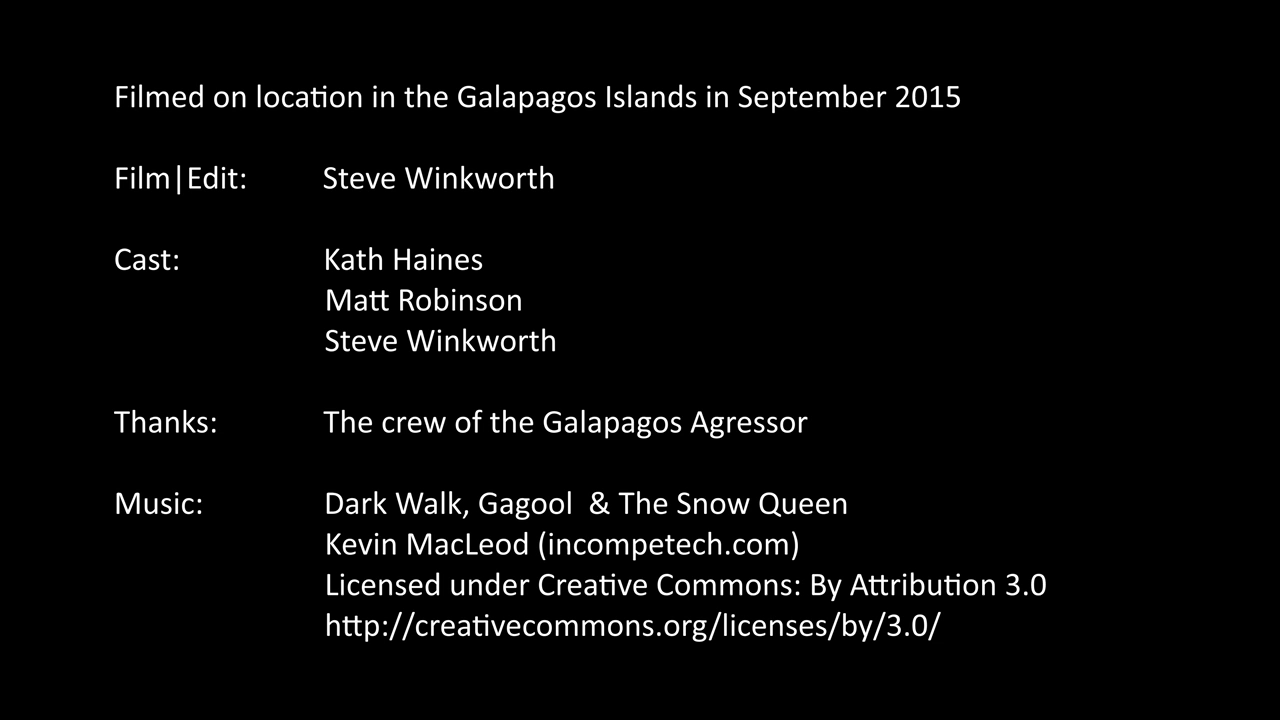 Filmed on location in the Galapagos Islands in September 2015
Film|Edit: Steve Winkworth
Cast: Kath Haines
Matt Robinson
Steve Winkworth
Thanks: The crew of the Galapagos Agressor
Music: Dark Walk, Gagool & The Snow Queen
Kevin MacLeod (incompetech.com)
Licensed under Creative Commons: By Attribution 3.0
http://creativecommons.org/licenses/by/3.0/